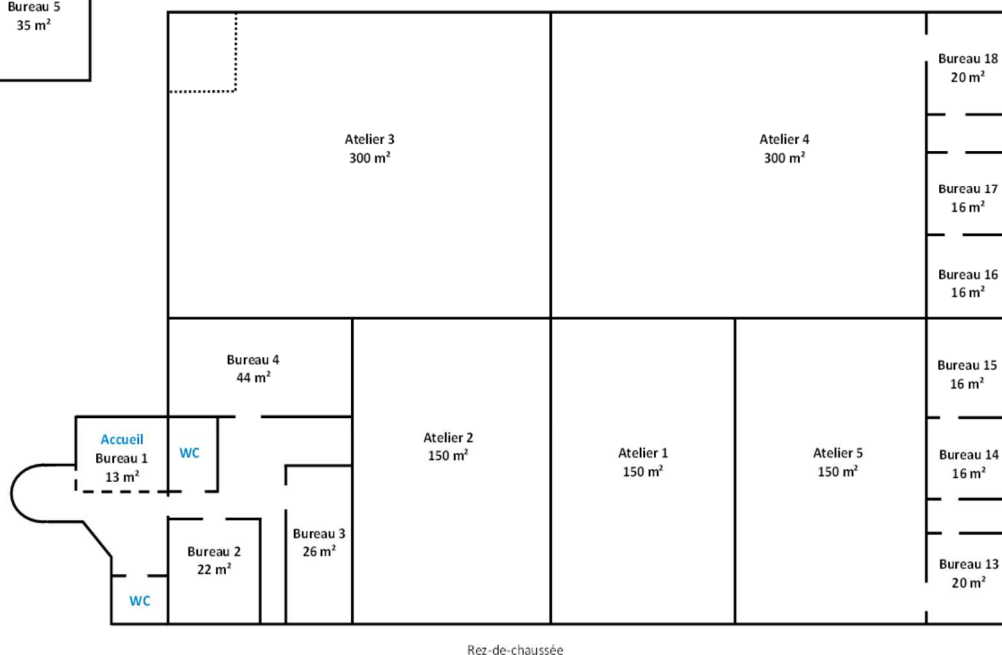 Bureau 5
35 m²
Atelier 3
300 m²
Atelier 4
300 m²
Bureau 18
20 m²
Bureau 17
16 m²
Bureau 16
16 m²
Bureau 4
44 m²
Accueil
Bureau 1
13 m²
WC
Bureau 2
22 m²
Bureau 3
26 m²
WC
Atelier 2
150 m²
Atelier 1
150 m²
Atelier 5
150 m²
Bureau 15
16 m²
Bureau 14
16 m²
Bureau 13
20 m²
Rez-de-chaussée